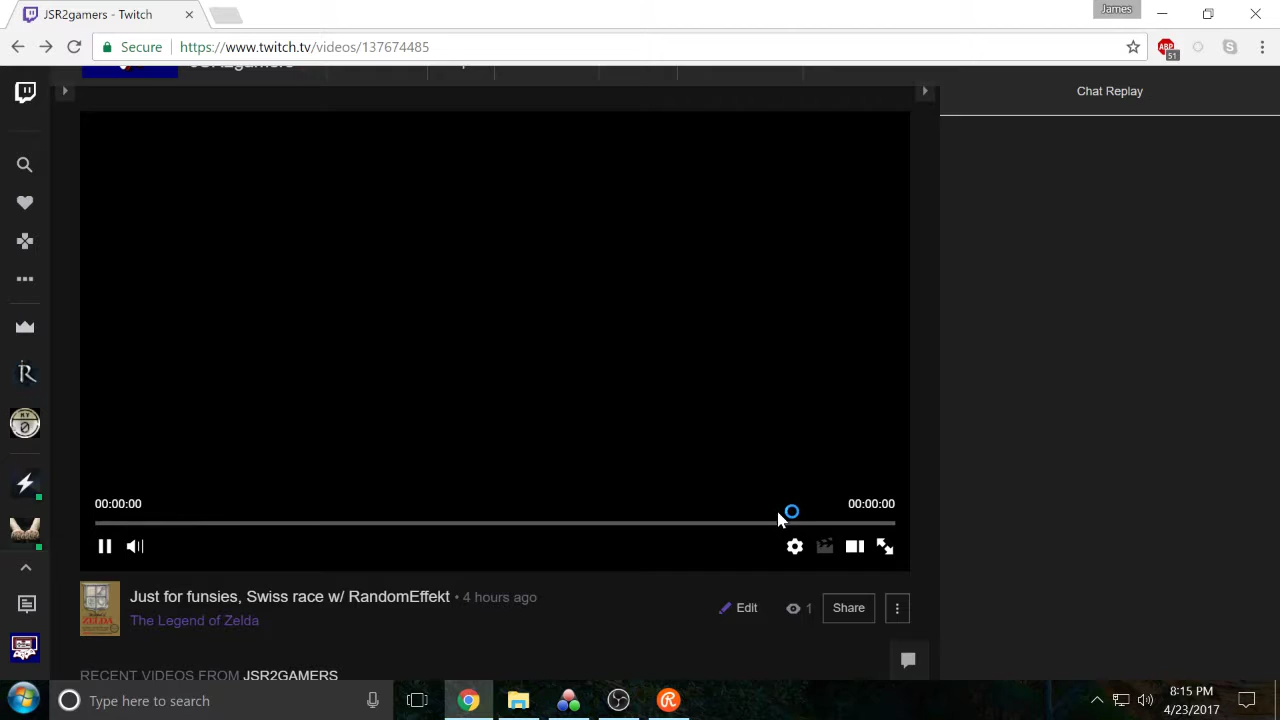 JSR2gamers - Twitch
James
Secure
https://www.twitch.tv/videos/137674485
ABP
51
Chat Replay
00:00:00
00:00:00
Just for funsies, Swiss race w/ RandomEffekt • 4 hours ago
The Legend of Zelda
Edit
1
Share
RECENT VIDEOS FROM JSR2GAMERS
Type here to search
8:15 PM
4/23/2017